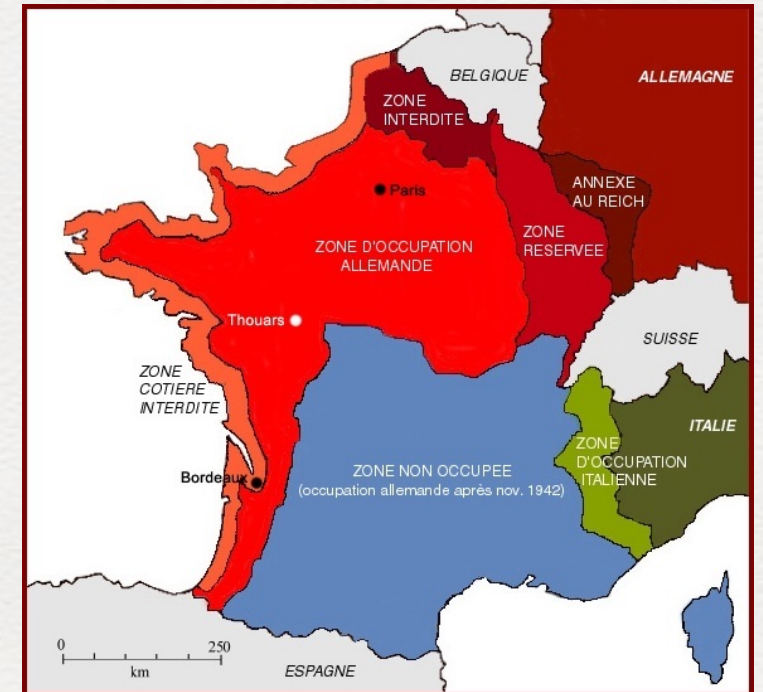 BELGIQUE
ALLEMAGNE
ZONE
INTERDITE
ANNEXE
AU REICH
Paris
ZONE
RESERVEE
ZONE D'OCCUPATION
ALLEMANDE
Thouars
SUISSE
ZONE
COTIERE
INTERDITE
ITALIE
ZONE
D'OCCUPATION
ITALIENNE
ZONE NON OCCUPEE
(occupation allemande après nov. 1942)
Bordeaux
0 250
km
ESPAGNE